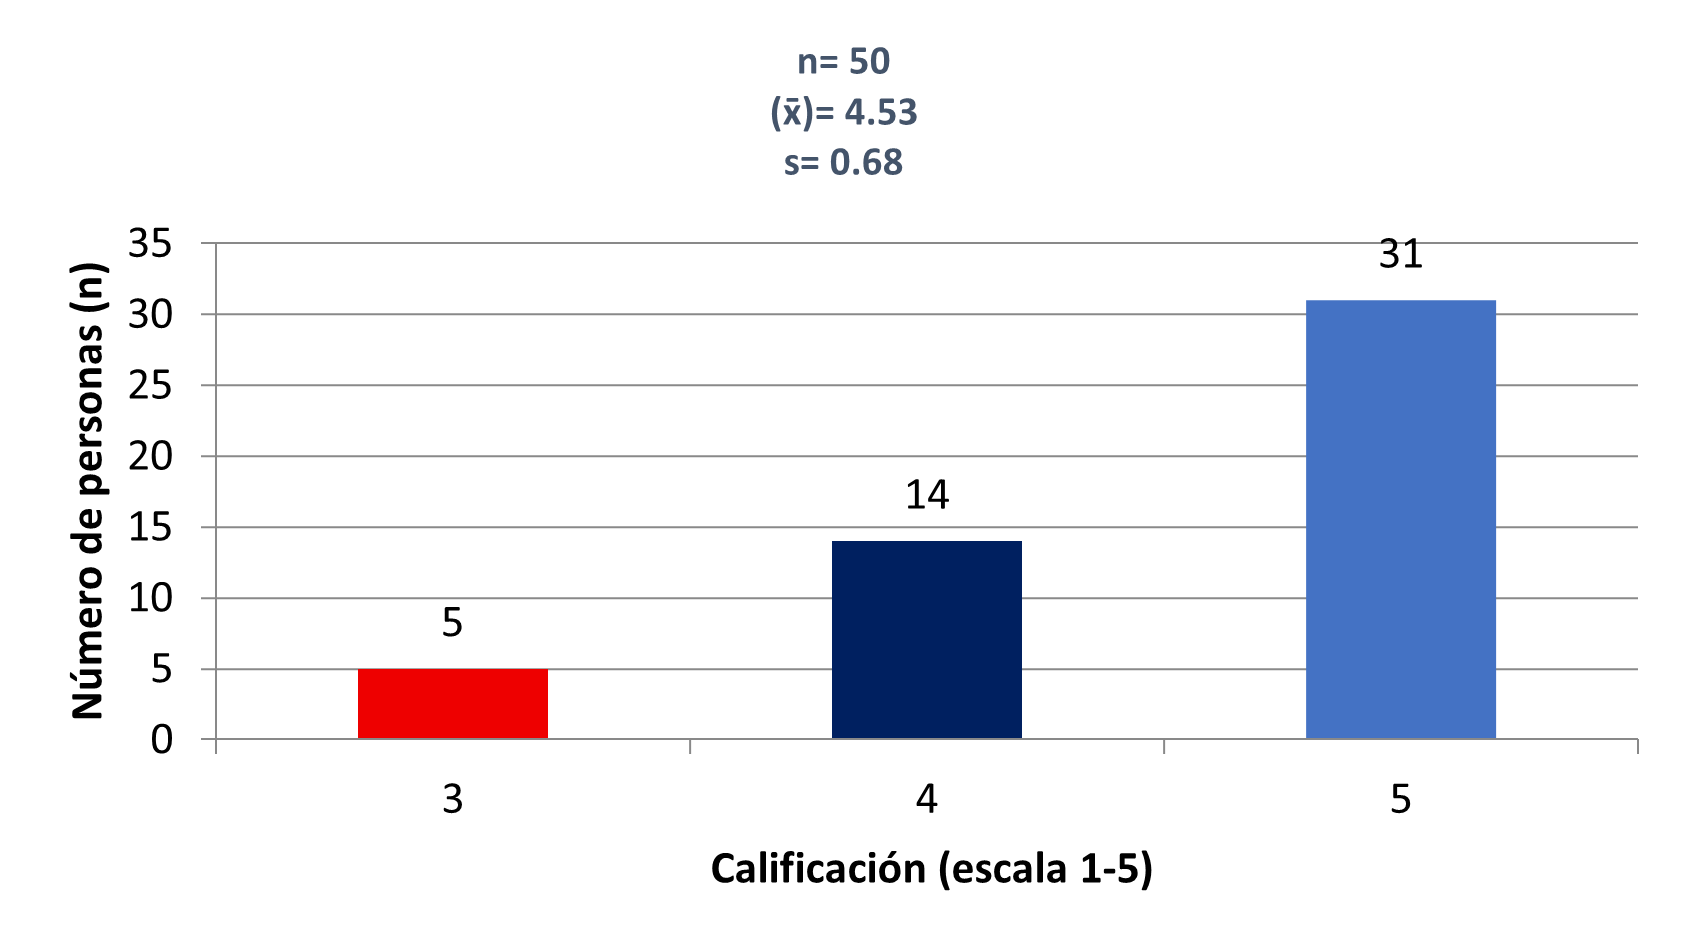 n= 50
(x̄)= 4.53
s= 0.68
Número de personas (n)
35
30
25
20
15
10
5
0
5
14
31
3
4
5
Calificación (escala 1-5)